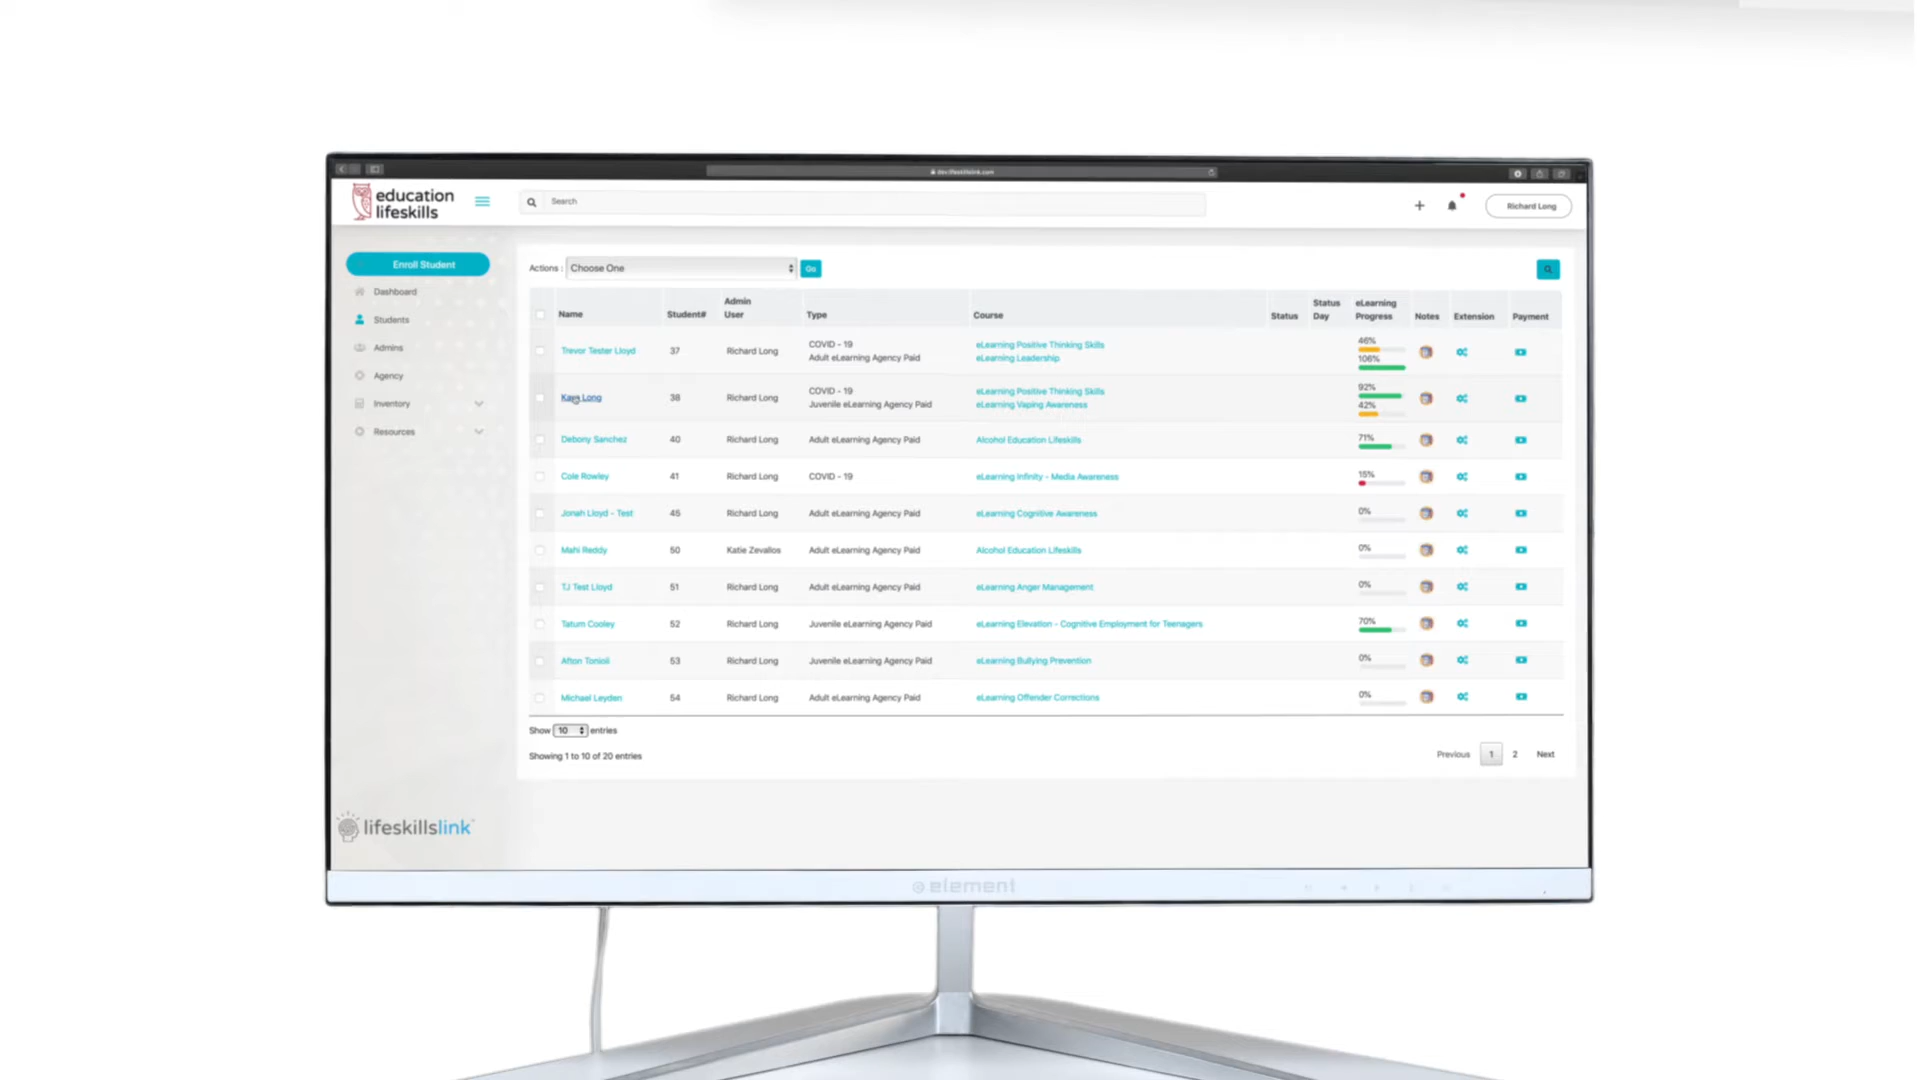 dev.lifeskillslink.com
education
lifeskills
Search
Richard Long
Enroll Student
Dashboard
Students
Admins
Agency
Inventory
Resources
Actions : Choose One Go
Name Student# Admin User Type Course Status Status Day eLearning Progress Notes Extension Payment
Trevor Tester Lloyd 37 Richard Long COVID - 19 eLearning Positive Thinking Skills 46%
Adult eLearning Agency Paid eLearning Leadership 106%
Long 38 Richard Long COVID - 19 eLearning Positive Thinking Skills 92%
Juvenile eLearning Agency Paid eLearning Vaping Awareness 42%
Debony Sanchez 40 Richard Long Adult eLearning Agency Paid Alcohol Education Lifeskills 71%
Cole Rowley 41 Richard Long COVID - 19 eLearning Infinity - Media Awareness 15%
Jonah Lloyd - Test 45 Richard Long Adult eLearning Agency Paid eLearning Cognitive Awareness 0%
Mahi Reddy 50 Katie Zevallos Adult eLearning Agency Paid Alcohol Education Lifeskills 0%
TJ Test Lloyd 51 Richard Long Adult eLearning Agency Paid eLearning Anger Management 0%
Tatum Cooley 52 Richard Long Juvenile eLearning Agency Paid eLearning Elevation - Cognitive Employment for Teenagers 70%
Afton Tonioli 53 Richard Long Juvenile eLearning Agency Paid eLearning Bullying Prevention 0%
Michael Leyden 54 Richard Long Adult eLearning Agency Paid eLearning Offender Corrections 0%
Show 10 entries
Showing 1 to 10 of 20 entries
Previous 1 2 Next
lifeskillslink
element